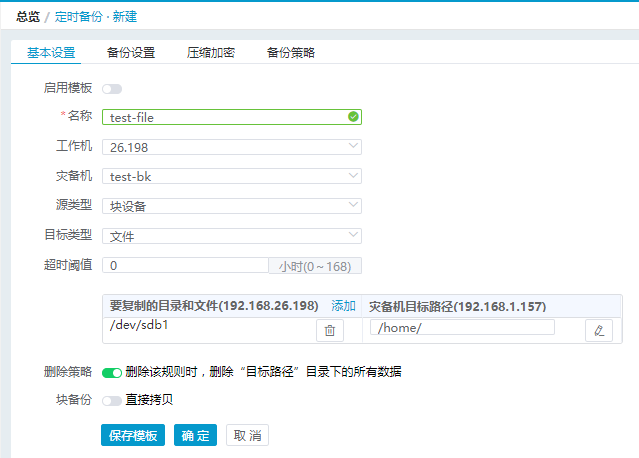 总览 / 定时备份 · 新建
基本设置 备份设置 压缩加密 备份策略
启用模板
*名称 test-file
工作机 26.198
灾备机 test-bk
源类型 块设备
目标类型 文件
超时阈值 0 小时(0~168)
要复制的目录和文件(192.168.26.198) 添加 灾备机目标路径(192.168.1.157)
/dev/sdb1 /home/
删除策略 删除该规则时，删除“目标路径”目录下的所有数据
块备份 直接拷贝
保存模板 确 定 取 消